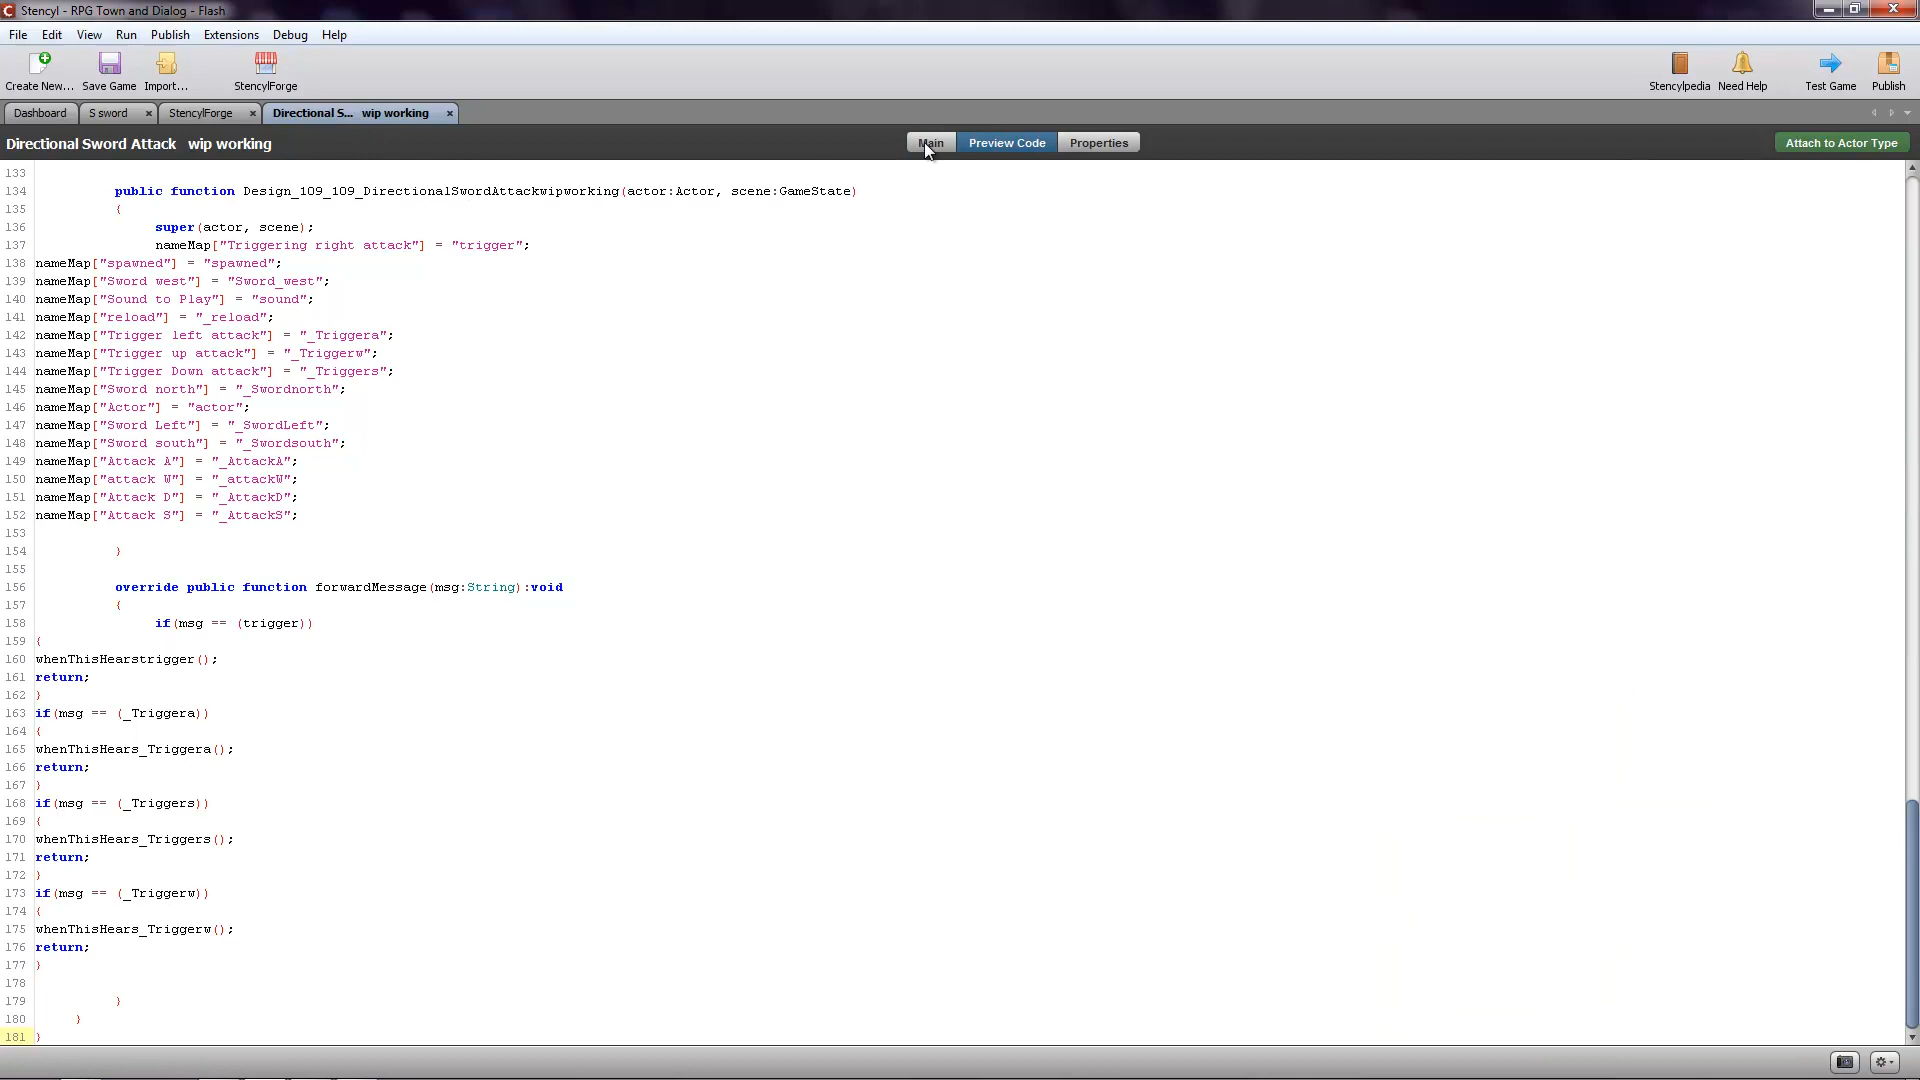 Stencyl - RPG Town and Dialog - Flash
File Edit View Run Publish Extensions Debug Help
Create New... Save Game Import... StencylForge Stencylpedia Need Help Test Game Publish
Dashboard S sword StencylForge Directional S... wip working
Directional Sword Attack wip working Main Preview Code Properties Attach to Actor Type
133
134 public function Design_109_109_DirectionalSwordAttackwipworking(actor:Actor, scene:GameState)
135 {
136 super(actor, scene);
137 nameMap["Triggering right attack"] = "trigger";
138 nameMap["spawned"] = "spawned";
139 nameMap["Sword west"] = "Sword_west";
140 nameMap["Sound to Play"] = "sound";
141 nameMap["reload"] = "_reload";
142 nameMap["Trigger left attack"] = "_Triggera";
143 nameMap["Trigger up attack"] = "_Triggerw";
144 nameMap["Trigger Down attack"] = "_Triggers";
145 nameMap["Sword north"] = "_Swordnorth";
146 nameMap["Actor"] = "actor";
147 nameMap["Sword Left"] = "_SwordLeft";
148 nameMap["Sword south"] = "_Swordsouth";
149 nameMap["Attack A"] = "_AttackA";
150 nameMap["attack W"] = "_attackW";
151 nameMap["Attack D"] = "_AttackD";
152 nameMap["Attack S"] = "_AttackS";
153
154 }
155
156 override public function forwardMessage(msg:String):void
157 {
158 if(msg == (trigger))
159 {
160 whenThisHearstrigger();
161 return;
162 }
163 if(msg == (_Triggera))
164 {
165 whenThisHears_Triggera();
166 return;
167 }
168 if(msg == (_Triggers))
169 {
170 whenThisHears_Triggers();
171 return;
172 }
173 if(msg == (_Triggerw))
174 {
175 whenThisHears_Triggerw();
176 return;
177 }
178
179 }
180 }
181 }